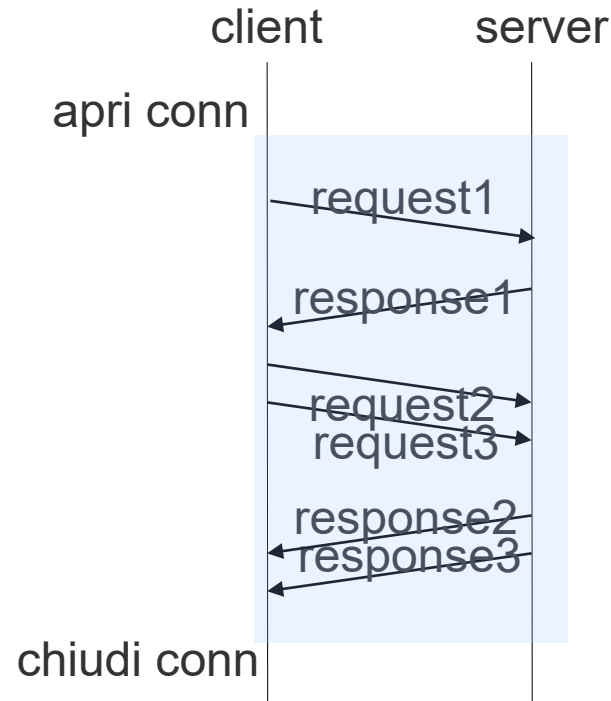 client server
apri conn
request1
response1
request2
request3
response2
response3
chiudi conn